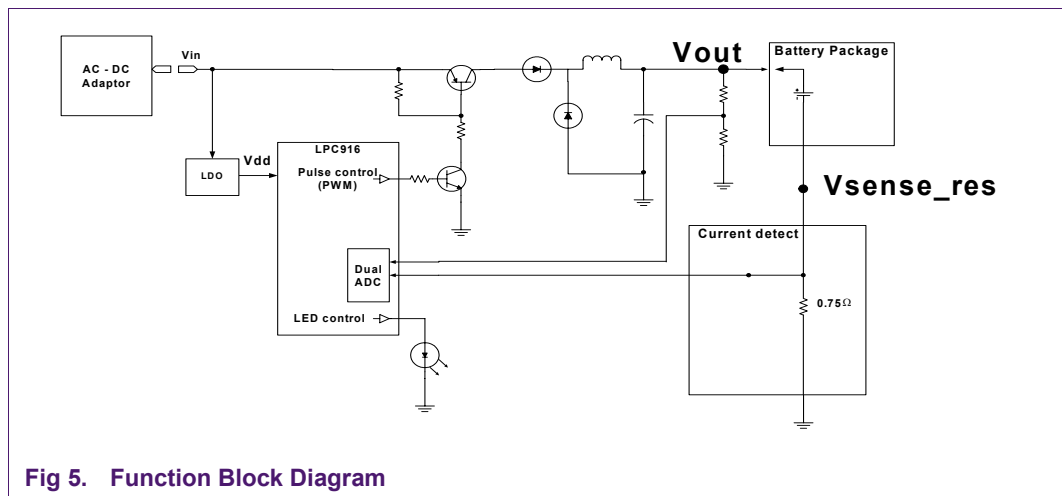 AC - DC
Adaptor
Vin
Vout
Battery Package
+
-
LDO
Vdd
LPC916
Pulse control
(PWM)
Vsense_res
Current detect
Dual
ADC
0.75Ω
LED control
Fig 5. Function Block Diagram